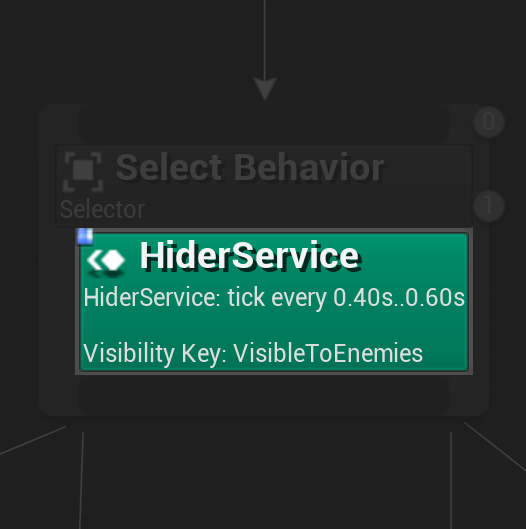 0
Select Behavior
Selector
1
HiderService
HiderService: tick every 0.40s..0.60s
Visibility Key: VisibleToEnemies